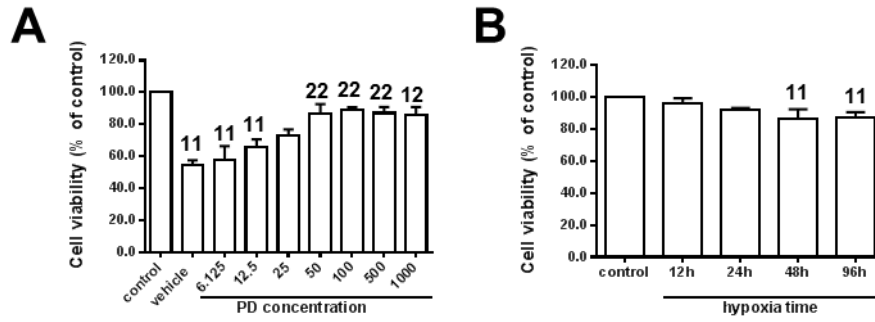 A
Cell viability (% of control)
120.0
100.0
80.0
60.0
40.0
20.0
0.0
11
11
11
22
22
22
12
control
vehicle
6.125
12.5
25
50
100
500
1000
PD concentration
B
Cell viability (% of control)
120.0
100.0
80.0
60.0
40.0
20.0
0.0
11
11
control
12h
24h
48h
96h
hypoxia time